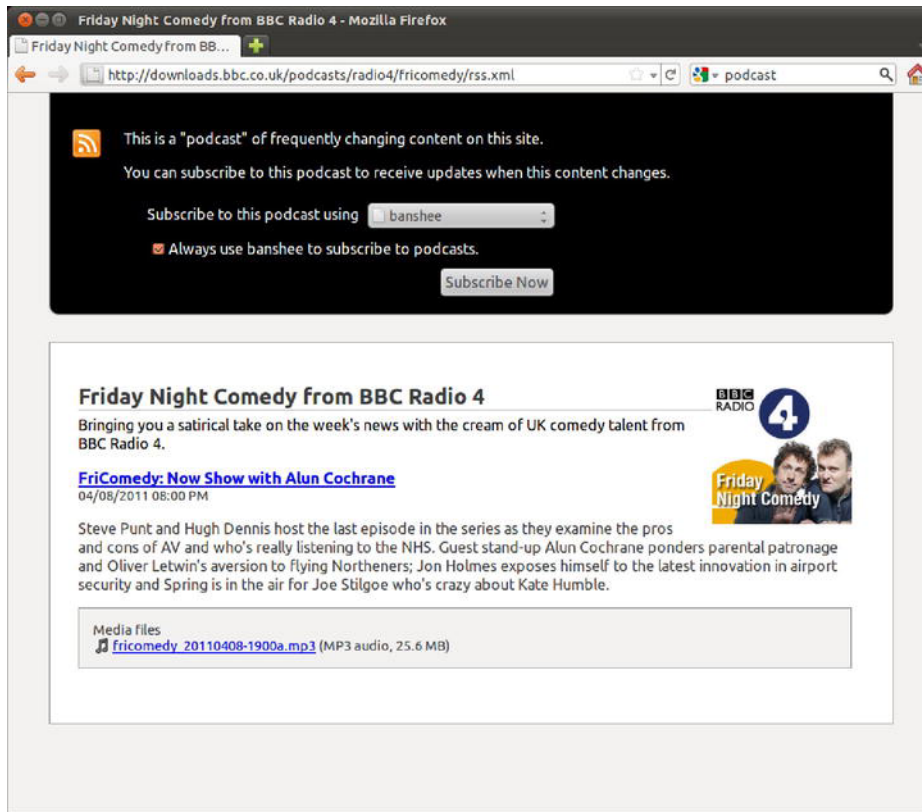 Friday Night Comedy from BBC Radio 4 - Mozilla Firefox
Friday Night Comedy from BB...
http://downloads.bbc.co.uk/podcasts/radio4/fricomedy/rss.xml
podcast
This is a "podcast" of frequently changing content on this site.
You can subscribe to this podcast to receive updates when this content changes.
Subscribe to this podcast using banshee
Always use banshee to subscribe to podcasts.
Subscribe Now
Friday Night Comedy from BBC Radio 4
BBC
RADIO 4
Bringing you a satirical take on the week's news with the cream of UK comedy talent from
BBC Radio 4.
FriComedy: Now Show with Alun Cochrane
04/08/2011 08:00 PM
Friday
Night Comedy
Steve Punt and Hugh Dennis host the last episode in the series as they examine the pros
and cons of AV and who's really listening to the NHS. Guest stand-up Alun Cochrane ponders parental patronage
and Oliver Letwin's aversion to flying Northeners; Jon Holmes exposes himself to the latest innovation in airport
security and Spring is in the air for Joe Stilgoe who's crazy about Kate Humble.
Media files
fricomedy_20110408-1900a.mp3 (MP3 audio, 25.6 MB)